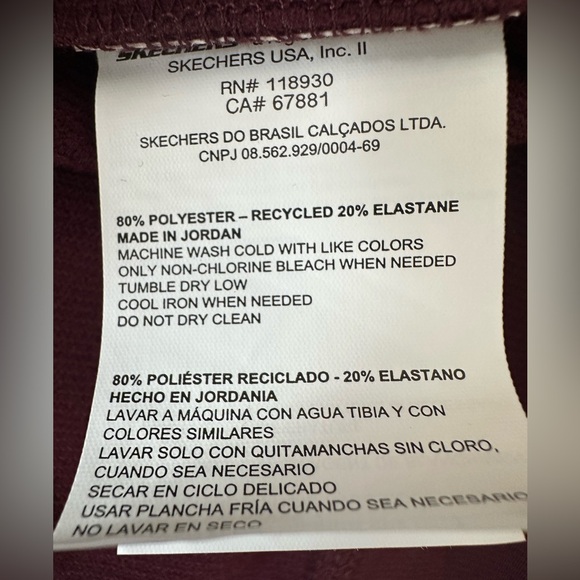 SKECHERS
SKECHERS USA, Inc. II
RN# 118930
CA# 67881
SKECHERS DO BRASIL CALÇADOS LTDA.
CNPJ 08.562.929/0004-69
80% POLYESTER – RECYCLED 20% ELASTANE
MADE IN JORDAN
MACHINE WASH COLD WITH LIKE COLORS
ONLY NON-CHLORINE BLEACH WHEN NEEDED
TUMBLE DRY LOW
COOL IRON WHEN NEEDED
DO NOT DRY CLEAN
80% POLIÉSTER RECICLADO - 20% ELASTANO
HECHO EN JORDANIA
LAVAR A MÁQUINA CON AGUA TIBIA Y CON
COLORES SIMILARES
LAVAR SOLO CON QUITAMANCHAS SIN CLORO,
CUANDO SEA NECESARIO
SECAR EN CICLO DELICADO
USAR PLANCHA FRÍA CUANDO SEA NECESARIO
NO LAVAR EN SECO